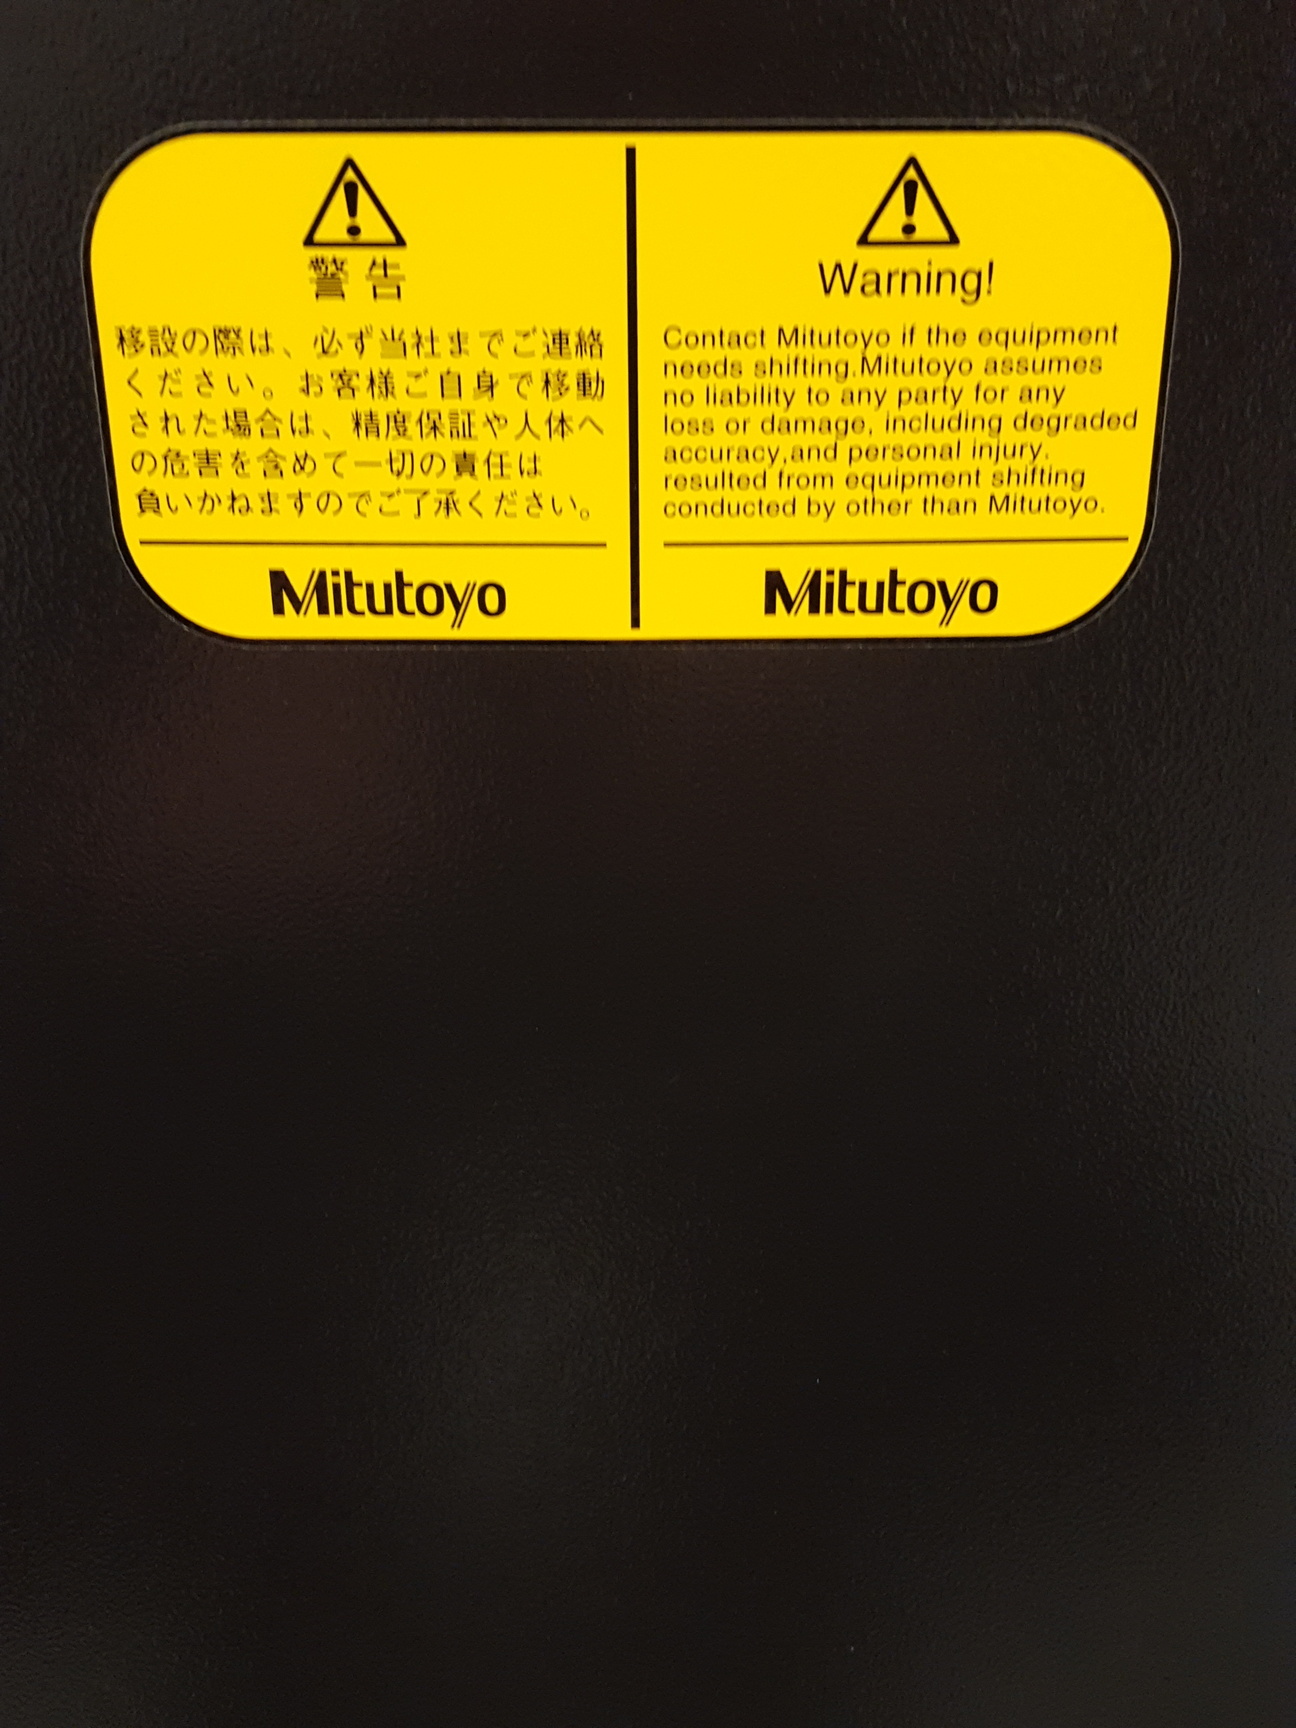 警告
移設の際は、必ず当社までご連絡
ください。お客様ご自身で移動
された場合は、精度保証や人体へ
の危害を含めて一切の責任は
負いかねますのでご了承ください。
Mitutoyo
Warning!
Contact Mitutoyo if the equipment
needs shifting.Mitutoyo assumes
no liability to any party for any
loss or damage, including degraded
accuracy,and personal injury.
resulted from equipment shifting
conducted by other than Mitutoyo.
Mitutoyo